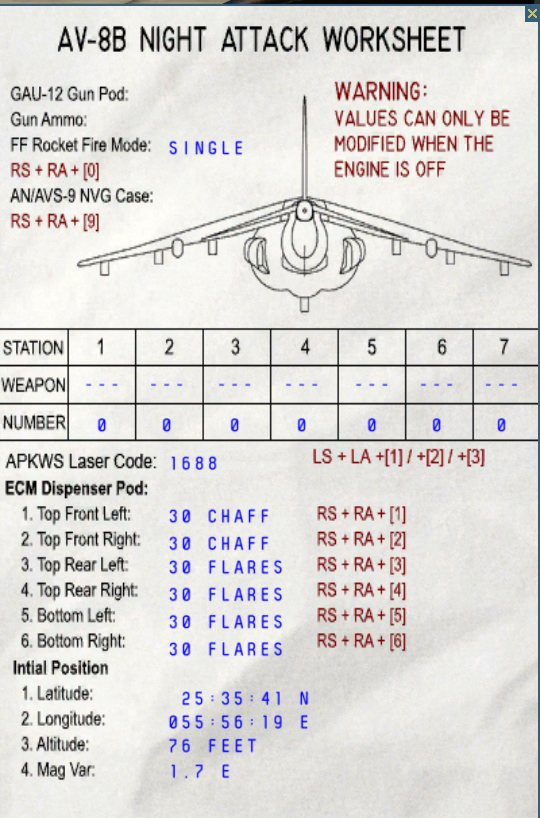 AV-8B NIGHT ATTACK WORKSHEET
GAU-12 Gun Pod:
Gun Ammo:
FF Rocket Fire Mode: SINGLE
RS + RA + [0]
AN/AVS-9 NVG Case:
RS + RA + [9]
WARNING:
VALUES CAN ONLY BE
MODIFIED WHEN THE
ENGINE IS OFF
STATION 1 2 3 4 5 6 7
WEAPON --- --- --- --- --- --- ---
NUMBER 0 0 0 0 0 0 0
APKWS Laser Code: 1688 LS + LA +[1] / +[2] / +[3]
ECM Dispenser Pod:
1. Top Front Left: 30 CHAFF RS + RA + [1]
2. Top Front Right: 30 CHAFF RS + RA + [2]
3. Top Rear Left: 30 FLARES RS + RA + [3]
4. Top Rear Right: 30 FLARES RS + RA + [4]
5. Bottom Left: 30 FLARES RS + RA + [5]
6. Bottom Right: 30 FLARES RS + RA + [6]
Intial Position
1. Latitude: 25:35:41 N
2. Longitude: 055:56:19 E
3. Altitude: 76 FEET
4. Mag Var: 1.7 E